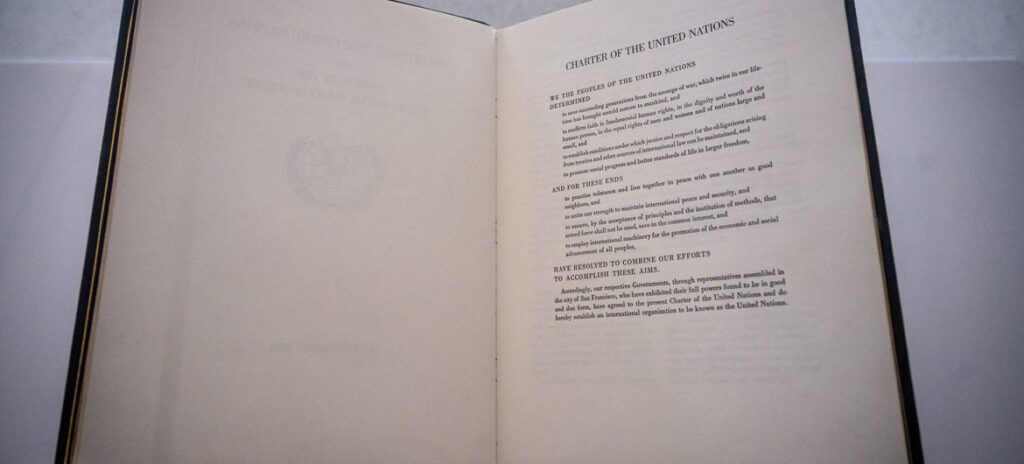 CHARTER OF THE UNITED NATIONS
WE THE PEOPLES OF THE UNITED NATIONS
DETERMINED
to save succeeding generations from the scourge of war, which twice in our life-
time has brought untold sorrow to mankind, and
to reaffirm faith in fundamental human rights, in the dignity and worth of the
human person, in the equal rights of men and women and of nations large and
small, and
to establish conditions under which justice and respect for the obligations arising
from treaties and other sources of international law can be maintained, and
to promote social progress and better standards of life in larger freedom,
AND FOR THESE ENDS
to practice tolerance and live together in peace with one another as good
neighbors, and
to unite our strength to maintain international peace and security, and
to ensure, by the acceptance of principles and the institution of methods, that
armed force shall not be used, save in the common interest, and
to employ international machinery for the promotion of the economic and social
advancement of all peoples,
HAVE RESOLVED TO COMBINE OUR EFFORTS
TO ACCOMPLISH THESE AIMS.
Accordingly, our respective Governments, through representatives assembled in
the city of San Francisco, who have exhibited their full powers found to be in good
and due form, have agreed to the present Charter of the United Nations and do
hereby establish an international organization to be known as the United Nations.